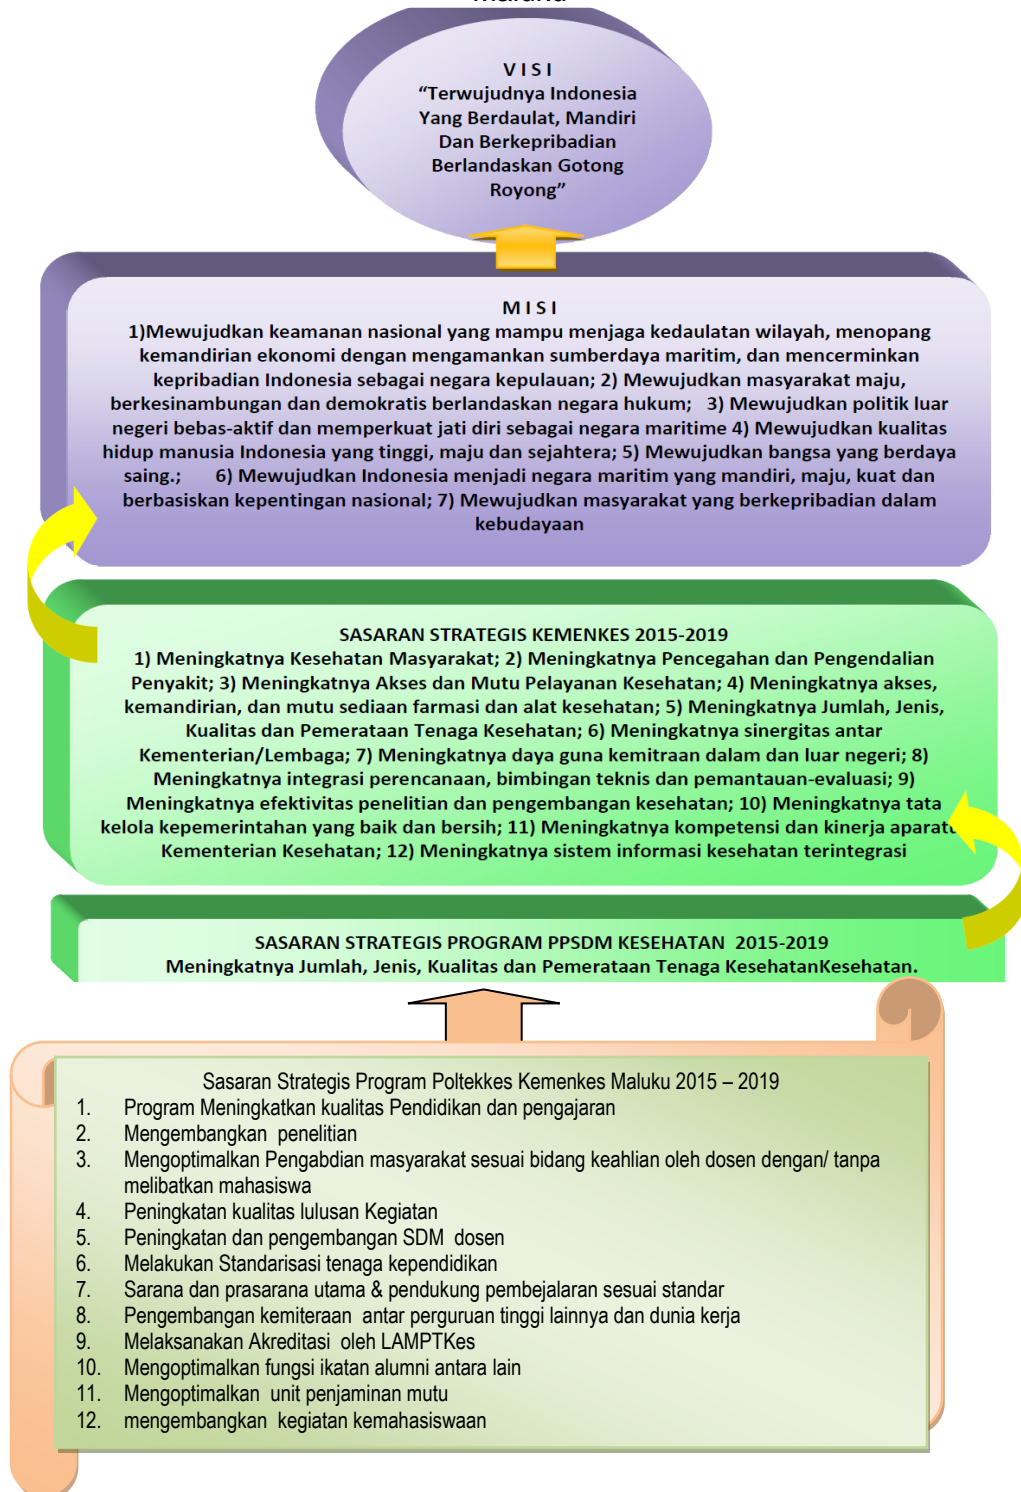 V I S I
“Terwujudnya Indonesia
Yang Berdaulat, Mandiri
Dan Berkepribadian
Berlandaskan Gotong
Royong”
M I S I
1)Mewujudkan keamanan nasional yang mampu menjaga kedaulatan wilayah, menopang
kemandirian ekonomi dengan mengamankan sumberdaya maritim, dan mencerminkan
kepribadian Indonesia sebagai negara kepulauan; 2) Mewujudkan masyarakat maju,
berkesinambungan dan demokratis berlandaskan negara hukum; 3) Mewujudkan politik luar
negeri bebas-aktif dan memperkuat jati diri sebagai negara maritime 4) Mewujudkan kualitas
hidup manusia Indonesia yang tinggi, maju dan sejahtera; 5) Mewujudkan bangsa yang berdaya
saing.; 6) Mewujudkan Indonesia menjadi negara maritim yang mandiri, maju, kuat dan
berbasiskan kepentingan nasional; 7) Mewujudkan masyarakat yang berkepribadian dalam
kebudayaan
SASARAN STRATEGIS KEMENKES 2015-2019
1) Meningkatnya Kesehatan Masyarakat; 2) Meningkatnya Pencegahan dan Pengendalian
Penyakit; 3) Meningkatnya Akses dan Mutu Pelayanan Kesehatan; 4) Meningkatnya akses,
kemandirian, dan mutu sediaan farmasi dan alat kesehatan; 5) Meningkatnya Jumlah, Jenis,
Kualitas dan Pemerataan Tenaga Kesehatan; 6) Meningkatnya sinergitas antar
Kementerian/Lembaga; 7) Meningkatnya daya guna kemitraan dalam dan luar negeri; 8)
Meningkatnya integrasi perencanaan, bimbingan teknis dan pemantauan-evaluasi; 9)
Meningkatnya efektivitas penelitian dan pengembangan kesehatan; 10) Meningkatnya tata
kelola kepemerintahan yang baik dan bersih; 11) Meningkatnya kompetensi dan kinerja
Kementerian Kesehatan; 12) Meningkatnya sistem informasi kesehatan terintegrasi
SASARAN STRATEGIS PROGRAM PPSDM KESEHATAN 2015-2019
Meningkatnya Jumlah, Jenis, Kualitas dan Pemerataan Tenaga KesehatanKesehatan.
Sasaran Strategis Program Poltekkes Kemenkes Maluku 2015 – 2019
1. Program Meningkatkan kualitas Pendidikan dan pengajaran
2. Mengembangkan penelitian
3. Mengoptimalkan Pengabdian masyarakat sesuai bidang keahlian oleh dosen dengan/ tanpa
melibatkan mahasiswa
4. Peningkatan kualitas lulusan Kegiatan
5. Peningkatan dan pengembangan SDM dosen
6. Melakukan Standarisasi tenaga kependidikan
7. Sarana dan prasarana utama & pendukung pembejalaran sesuai standar
8. Pengembangan kemiteraan antar perguruan tinggi lainnya dan dunia kerja
9. Melaksanakan Akreditasi oleh LAMPTKes
10. Mengoptimalkan fungsi ikatan alumni antara lain
11. Mengoptimalkan unit penjaminan mutu
12. mengembangkan kegiatan kemahasiswaan